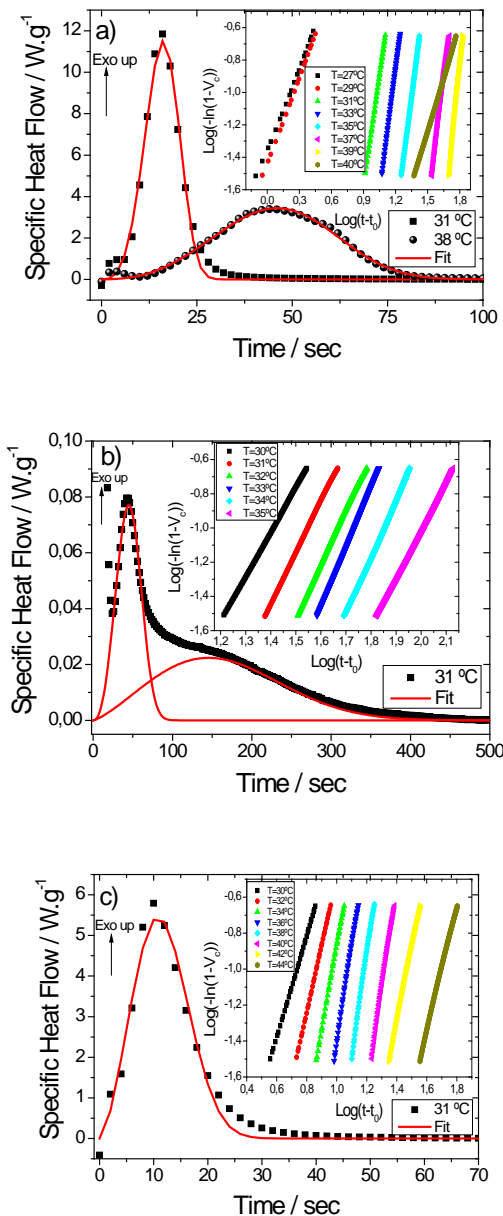 a)
Exo up
Specific Heat Flow / W.g-1
12
10
8
6
4
2
0
0 25 50 75 100
Time / sec
31 ºC
38 ºC
Fit
Log(-ln(1-Vc))
-0,6
-0,8
-1,0
-1,2
-1,4
-1,6
0,0 0,3 0,6 0,9 1,2 1,5 1,8
Log(t-t0)
T=27ºC
T=29ºC
T=31ºC
T=33ºC
T=35ºC
T=37ºC
T=39ºC
T=40ºC
b)
Exo up
Specific Heat Flow / W.g-1
0,10
0,08
0,06
0,04
0,02
0,00
0 100 200 300 400 500
Time / sec
31 ºC
Fit
Log(-ln(1-Vc))
-0,6
-0,8
-1,0
-1,2
-1,4
-1,6
1,2 1,3 1,4 1,5 1,6 1,7 1,8 1,9 2,0 2,1
Log(t-t0)
T=30ºC
T=31ºC
T=32ºC
T=33ºC
T=34ºC
T=35ºC
c)
Exo up
Specific Heat Flow / W.g-1
6
5
4
3
2
1
0
0 10 20 30 40 50 60 70
Time / sec
31 ºC
Fit
Log(-ln(1-Vc))
-0,6
-0,8
-1,0
-1,2
-1,4
-1,6
0,4 0,6 0,8 1,0 1,2 1,4 1,6 1,8
Log(t-t0)
T=30ºC
T=32ºC
T=34ºC
T=36ºC
T=38ºC
T=40ºC
T=42ºC
T=44ºC